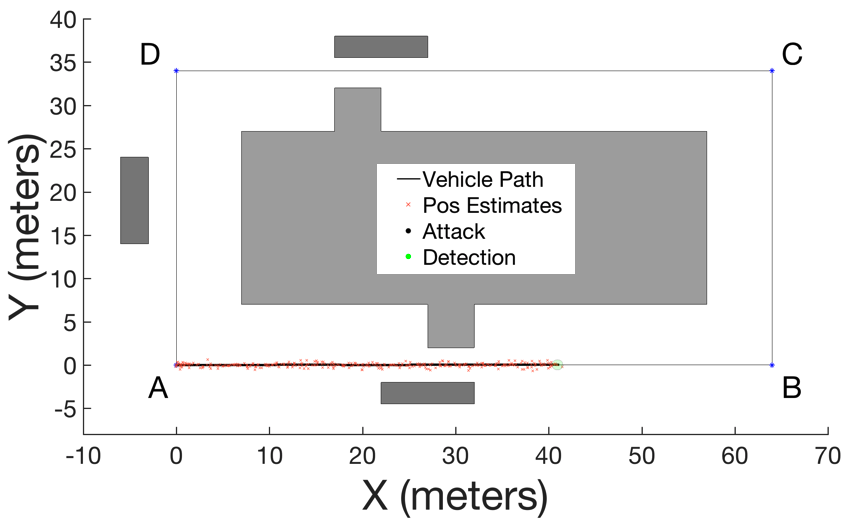 40
D
C
35
30
25
20
15
10
5
0
-5
Y (meters)
Vehicle Path
Pos Estimates
Attack
Detection
A
B
-10 0 10 20 30 40 50 60 70
X (meters)